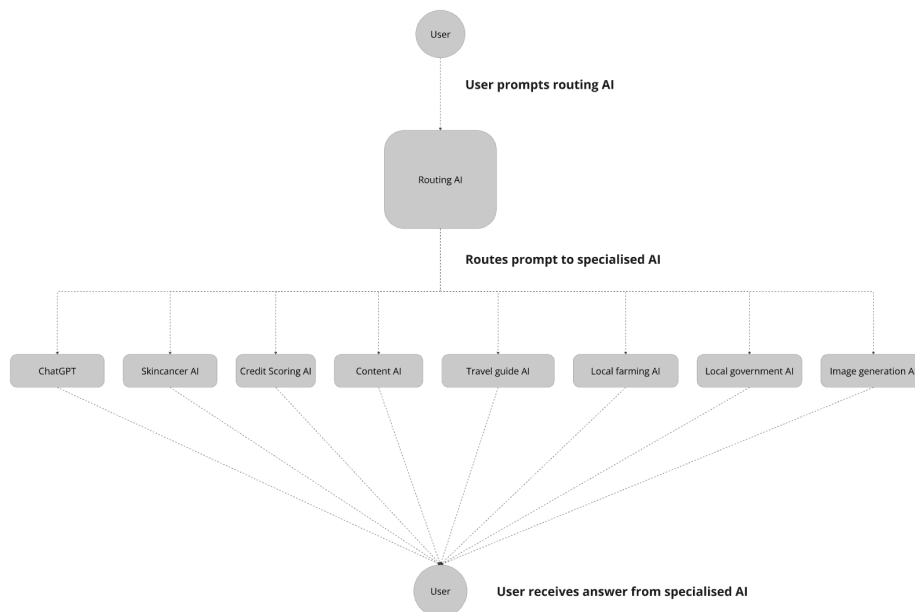 User
User prompts routing AI
Routing AI
Routes prompt to specialised AI
ChatGPT
Skincancer AI
Credit Scoring AI
Content AI
Travel guide AI
Local farming AI
Local government AI
Image generation A
User
User receives answer from specialised AI